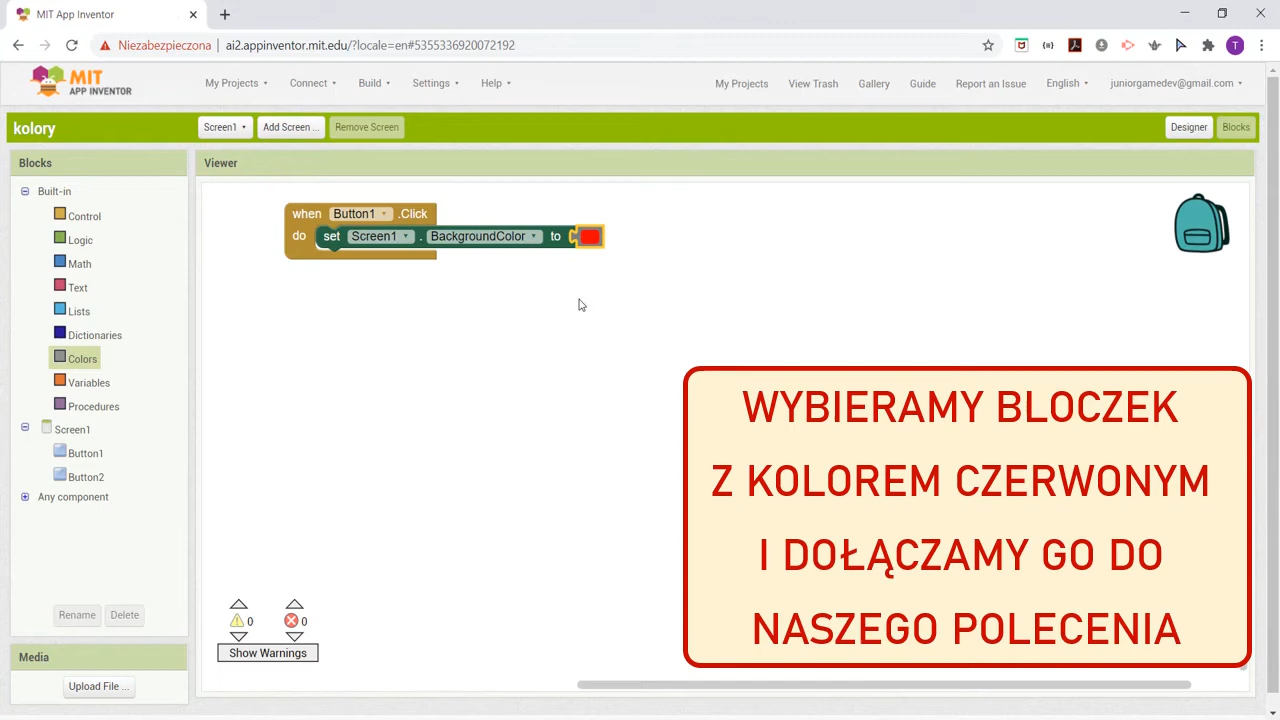 MIT App Inventor
Niezabezpieczona
ai2.appinventor.mit.edu/?locale=en#5355336920072192
T
MIT
APP INVENTOR
My Projects
Connect
Build
Settings
Help
My Projects
View Trash
Gallery
Guide
Report an Issue
English
juniorgamedev@gmail.com
kolory
Screen1
Add Screen ...
Remove Screen
Designer
Blocks
Blocks
Viewer
Built-in
Control
Logic
Math
Text
Lists
Dictionaries
Colors
Variables
Procedures
Screen1
Button1
Button2
Any component
Rename
Delete
Media
Upload File ...
when Button1 .Click
do set Screen1 . BackgroundColor to
0
0
Show Warnings
WYBIERAMY BLOCZEK
Z KOLOREM CZERWONYM
I DOŁĄCZAMY GO DO
NASZEGO POLECENIA